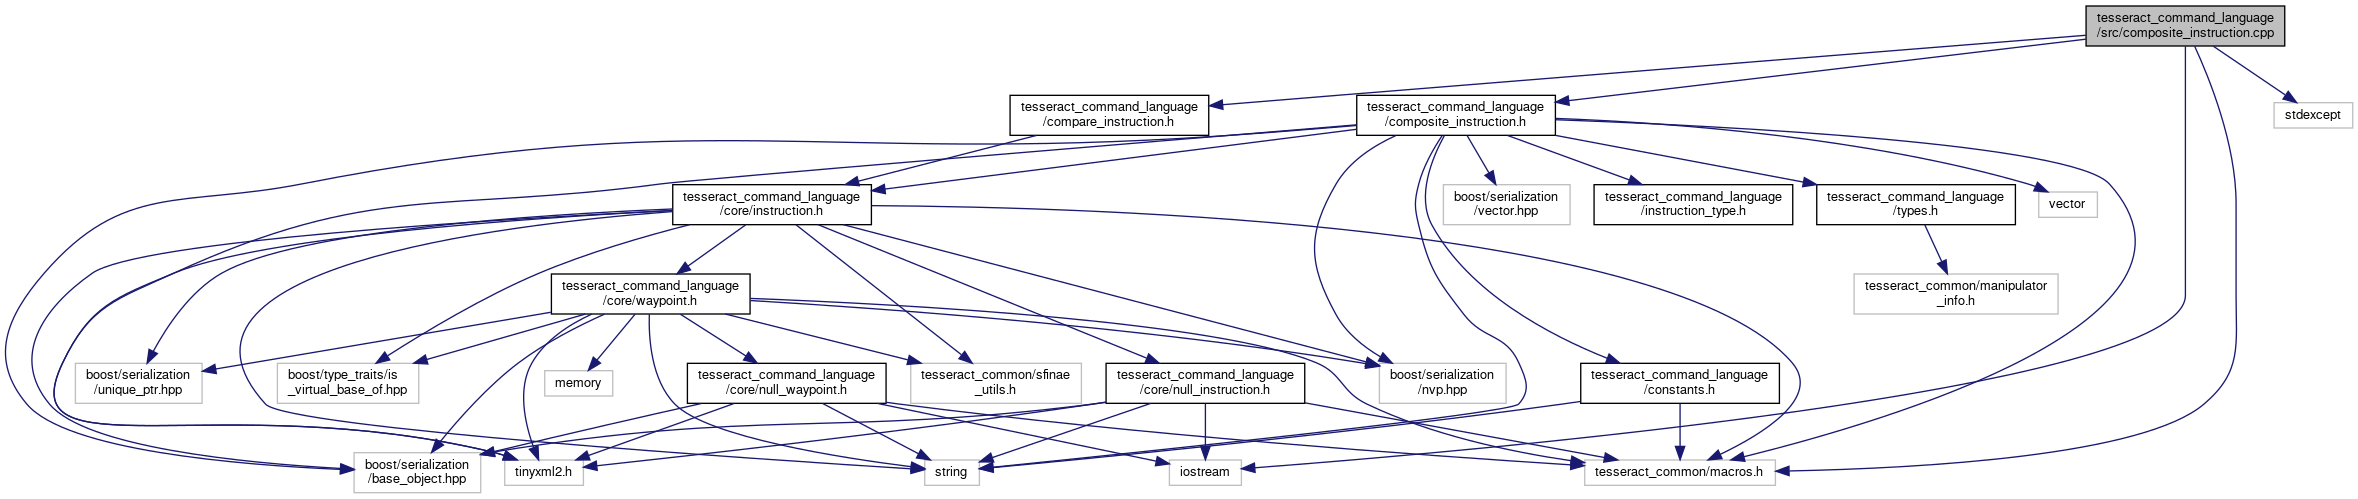 tesseract_command_language
/src/composite_instruction.cpp
tesseract_command_language
/compare_instruction.h
tesseract_command_language
/composite_instruction.h
stdexcept
tesseract_command_language
/core/instruction.h
boost/serialization
/vector.hpp
tesseract_command_language
/instruction_type.h
tesseract_command_language
/types.h
vector
tesseract_command_language
/core/waypoint.h
tesseract_common/manipulator
_info.h
boost/serialization
/unique_ptr.hpp
boost/type_traits/is
_virtual_base_of.hpp
memory
tesseract_command_language
/core/null_waypoint.h
tesseract_common/sfinae
_utils.h
tesseract_command_language
/core/null_instruction.h
boost/serialization
/nvp.hpp
tesseract_command_language
/constants.h
boost/serialization
/base_object.hpp
tinyxml2.h
string
iostream
tesseract_common/macros.h